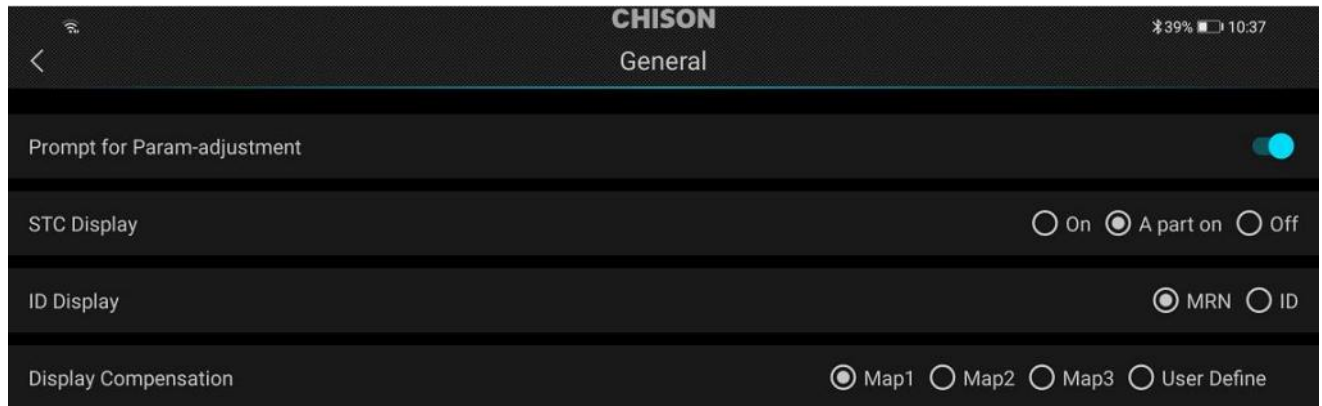 CHISON
39% 10:37
General
Prompt for Param-adjustment
STC Display On A part on Off
ID Display MRN ID
Display Compensation Map1 Map2 Map3 User Define